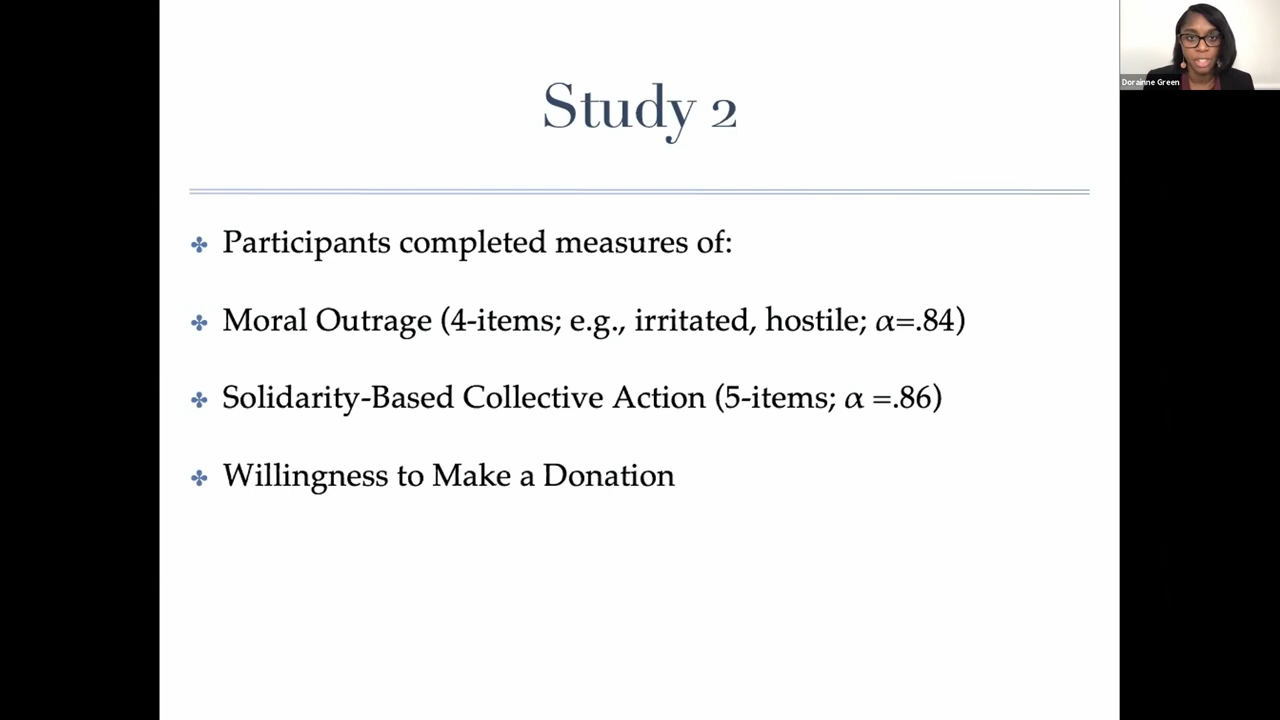 Study 2
Participants completed measures of:
Moral Outrage (4-items; e.g., irritated, hostile; α=.84)
Solidarity-Based Collective Action (5-items; α =.86)
Willingness to Make a Donation
Dorainne Green